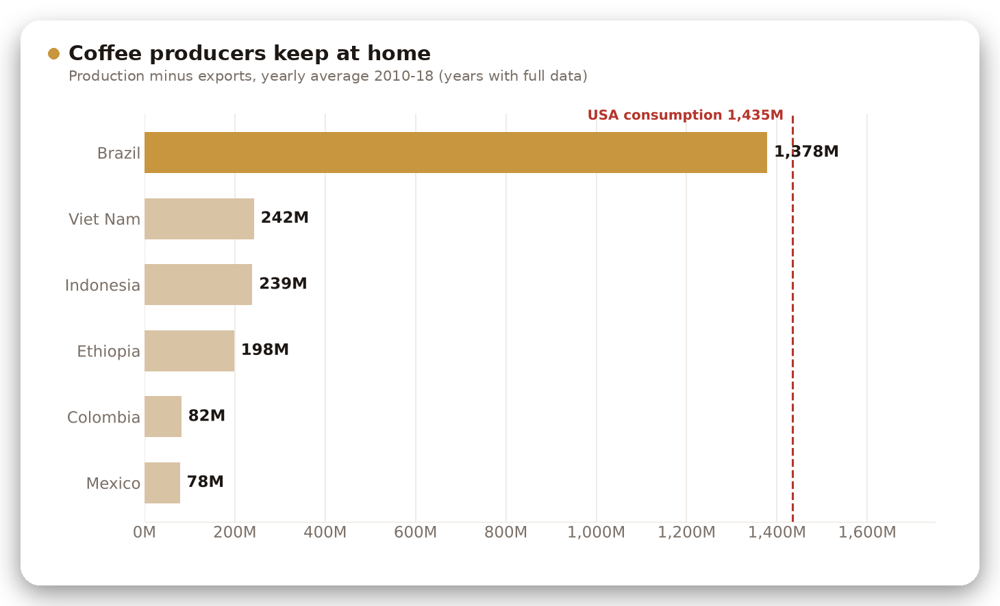 Coffee producers keep at home
Production minus exports, yearly average 2010-18 (years with full data)
USA consumption 1,435M
Brazil 1,378M
Viet Nam 242M
Indonesia 239M
Ethiopia 198M
Colombia 82M
Mexico 78M
0M 200M 400M 600M 800M 1,000M 1,200M 1,400M 1,600M